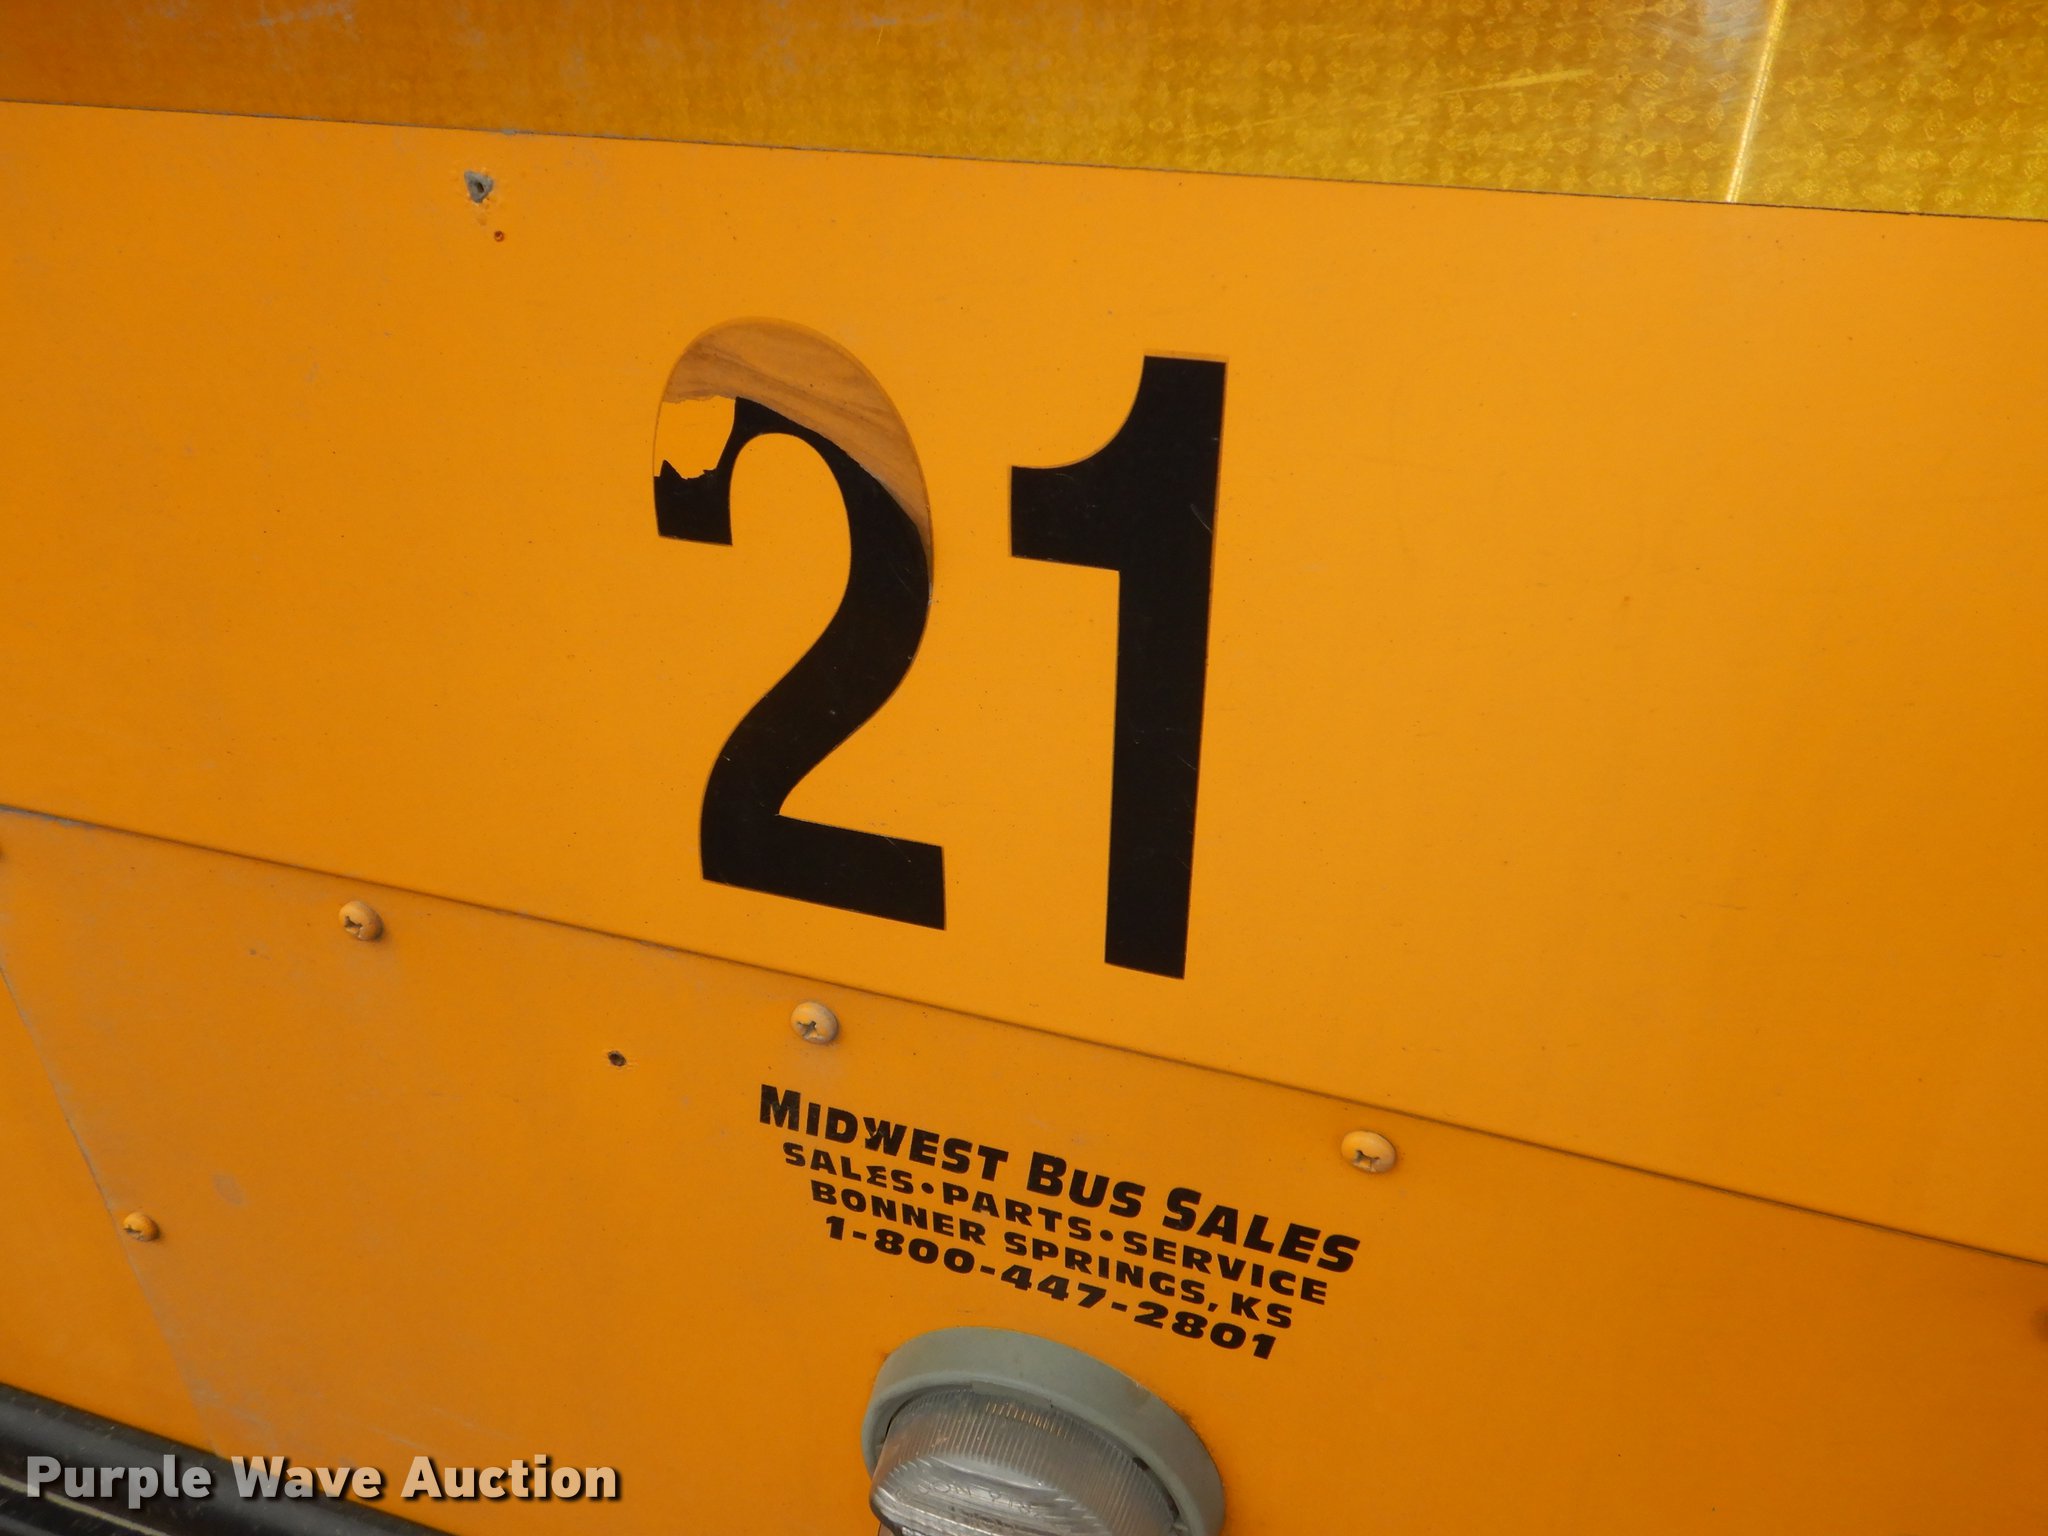 21
MIDWEST BUS SALES
SALES•PARTS•SERVICE
BONNER SPRINGS, KS
1-800-447-2801
Purple Wave Auction